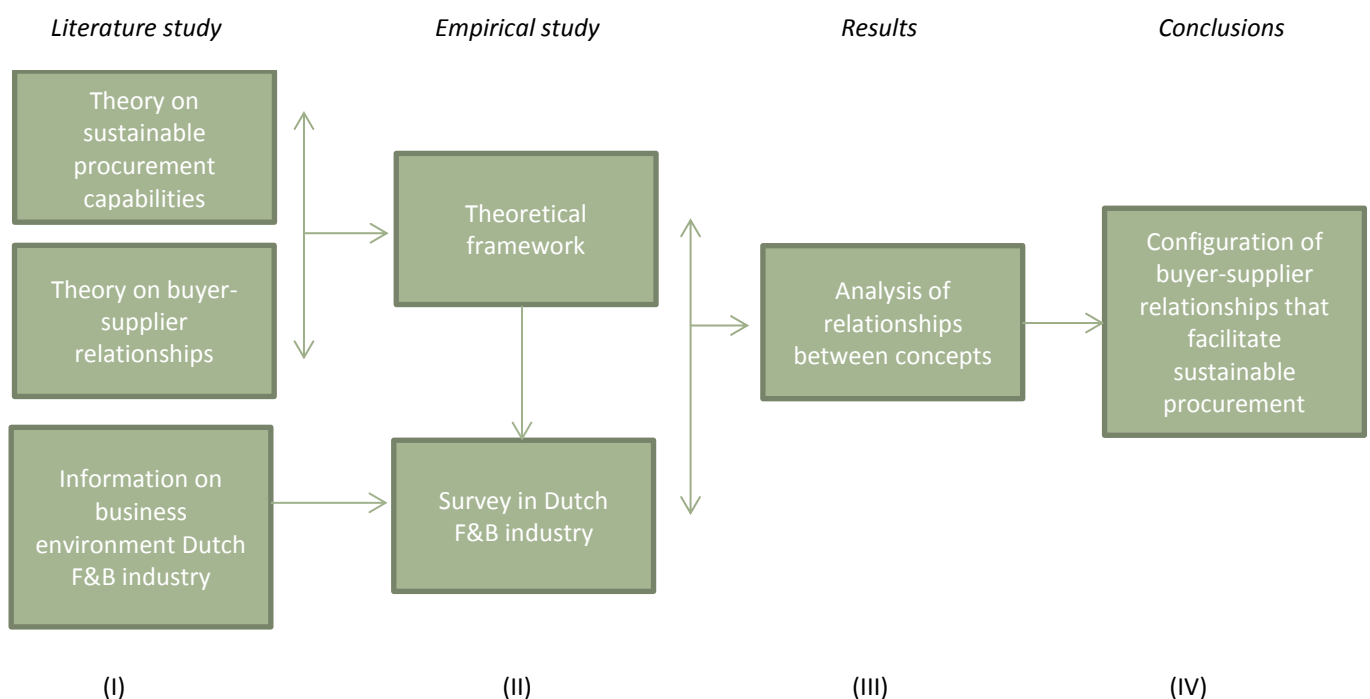 Literature study
Empirical study
Results
Conclusions
Theory on
sustainable
procurement
capabilities
Theory on buyer-
supplier
relationships
Information on
business
environment Dutch
F&B industry
Theoretical
framework
Survey in Dutch
F&B industry
Analysis of
relationships
between concepts
Configuration of
buyer-supplier
relationships that
facilitate
sustainable
procurement
(I)
(II)
(III)
(IV)